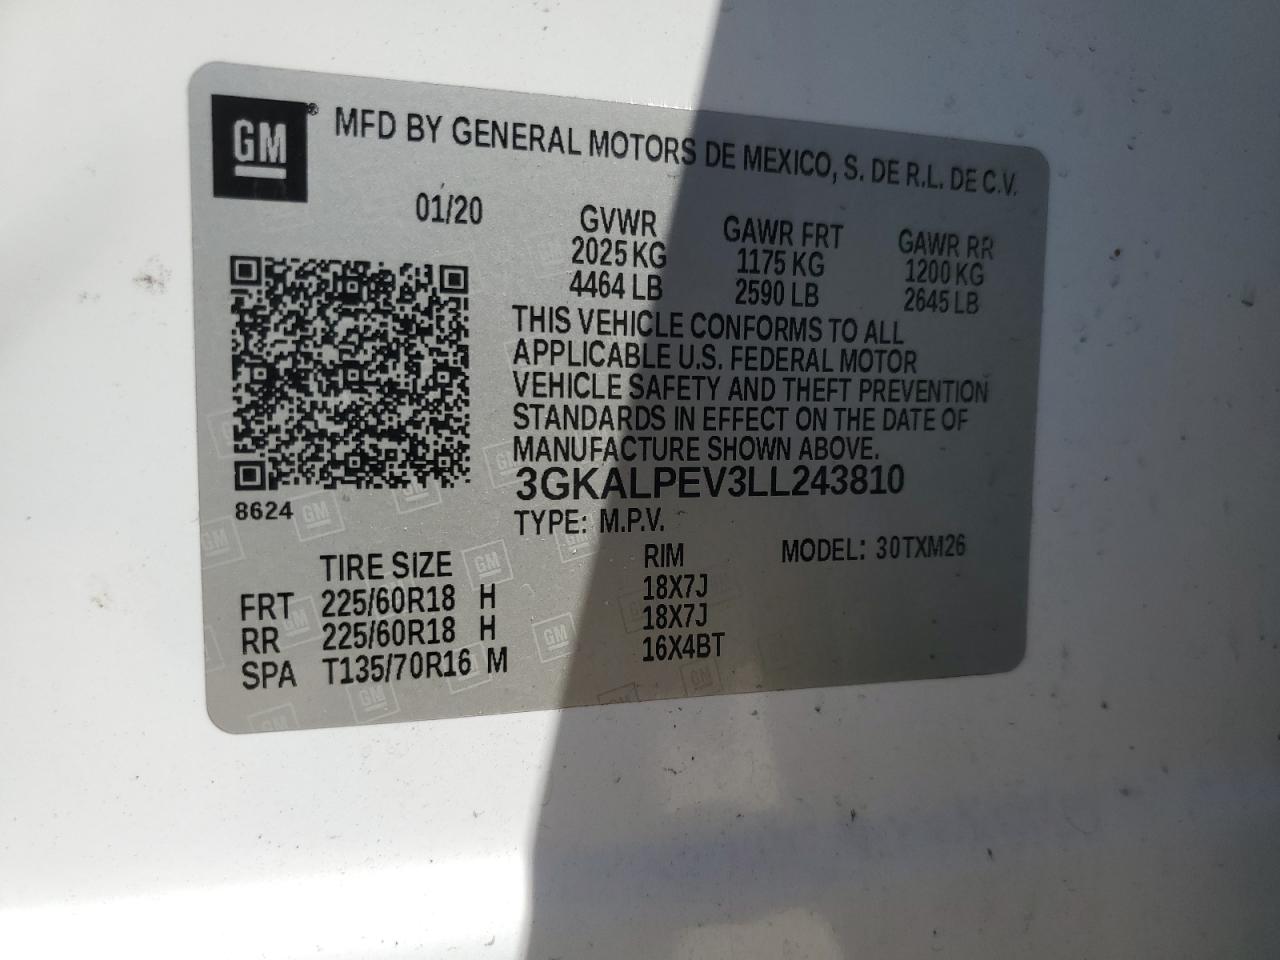 GM® MFD BY GENERAL MOTORS DE MEXICO, S. DE R.L. DE C.V.
01/20
GVWR GAWR FRT GAWR RR
2025 KG 1175 KG 1200 KG
4464 LB 2590 LB 2645 LB
THIS VEHICLE CONFORMS TO ALL
APPLICABLE U.S. FEDERAL MOTOR
VEHICLE SAFETY AND THEFT PREVENTION
STANDARDS IN EFFECT ON THE DATE OF
MANUFACTURE SHOWN ABOVE.
3GKALPEV3LL243810
8624
TYPE: M.P.V.
MODEL: 30TXM26
TIRE SIZE RIM
FRT 225/60R18 H 18X7J
RR 225/60R18 H 18X7J
SPA T135/70R16 M 16X4BT